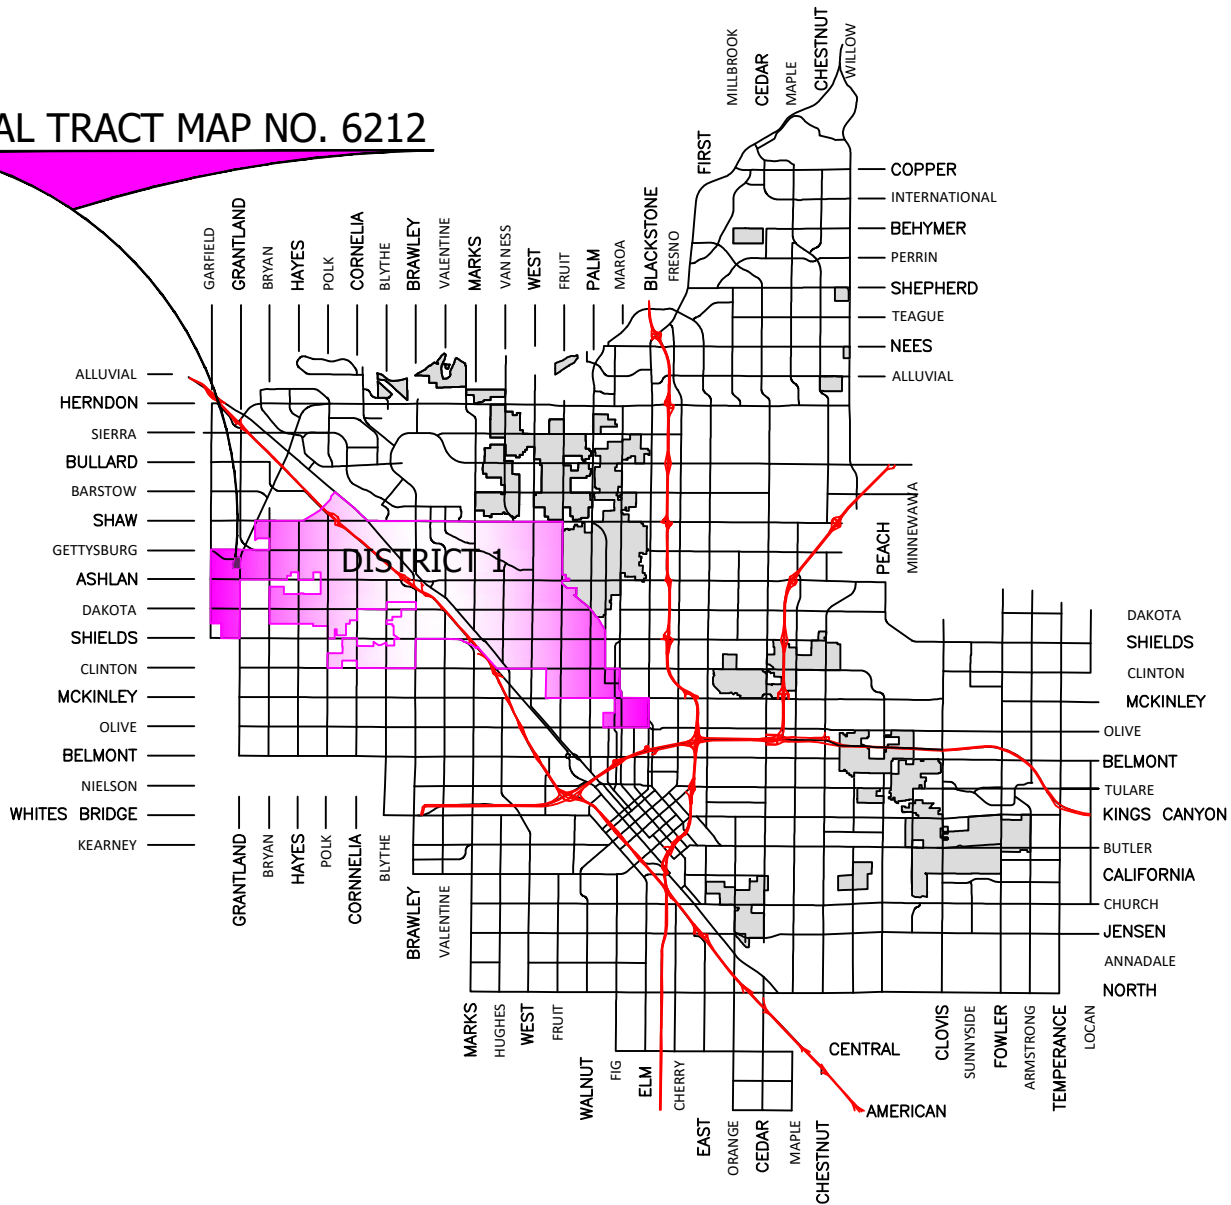 AL TRACT MAP NO. 6212
MILLBROOK
CEDAR
MAPLE
CHESTNUT
WILLOW
FIRST
COPPER
INTERNATIONAL
BEHYMER
PERRIN
SHEPHERD
TEAGUE
NEES
ALLUVIAL
GARFIELD
GRANTLAND
BRYAN
HAYES
POLK
CORNELIA
BLYTHE
BRAWLEY
VALENTINE
MARKS
VAN NESS
WEST
FRUIT
PALM
MAROA
BLACKSTONE
FRESNO
ALLUVIAL
HERNDON
SIERRA
BULLARD
BARSTOW
SHAW
GETTYSBURG
ASHLAN
DAKOTA
SHIELDS
CLINTON
MCKINLEY
OLIVE
BELMONT
NIELSON
WHITES BRIDGE
KEARNEY
DISTRICT 1
PEACH
MINNEWAWA
DAKOTA
SHIELDS
CLINTON
MCKINLEY
OLIVE
BELMONT
TULARE
KINGS CANYON
BUTLER
CALIFORNIA
CHURCH
JENSEN
ANNADALE
NORTH
GRANTLAND
BRYAN
HAYES
POLK
CORNNELIA
BLYTHE
BRAWLEY
VALENTINE
MARKS
HUGHES
WEST
FRUIT
WALNUT
FIG
ELM
CHERRY
EAST
ORANGE
CEDAR
MAPLE
CHESTNUT
CENTRAL
AMERICAN
CLOVIS
SUNNYSIDE
FOWLER
ARMSTRONG
TEMPERANCE
LOCAN